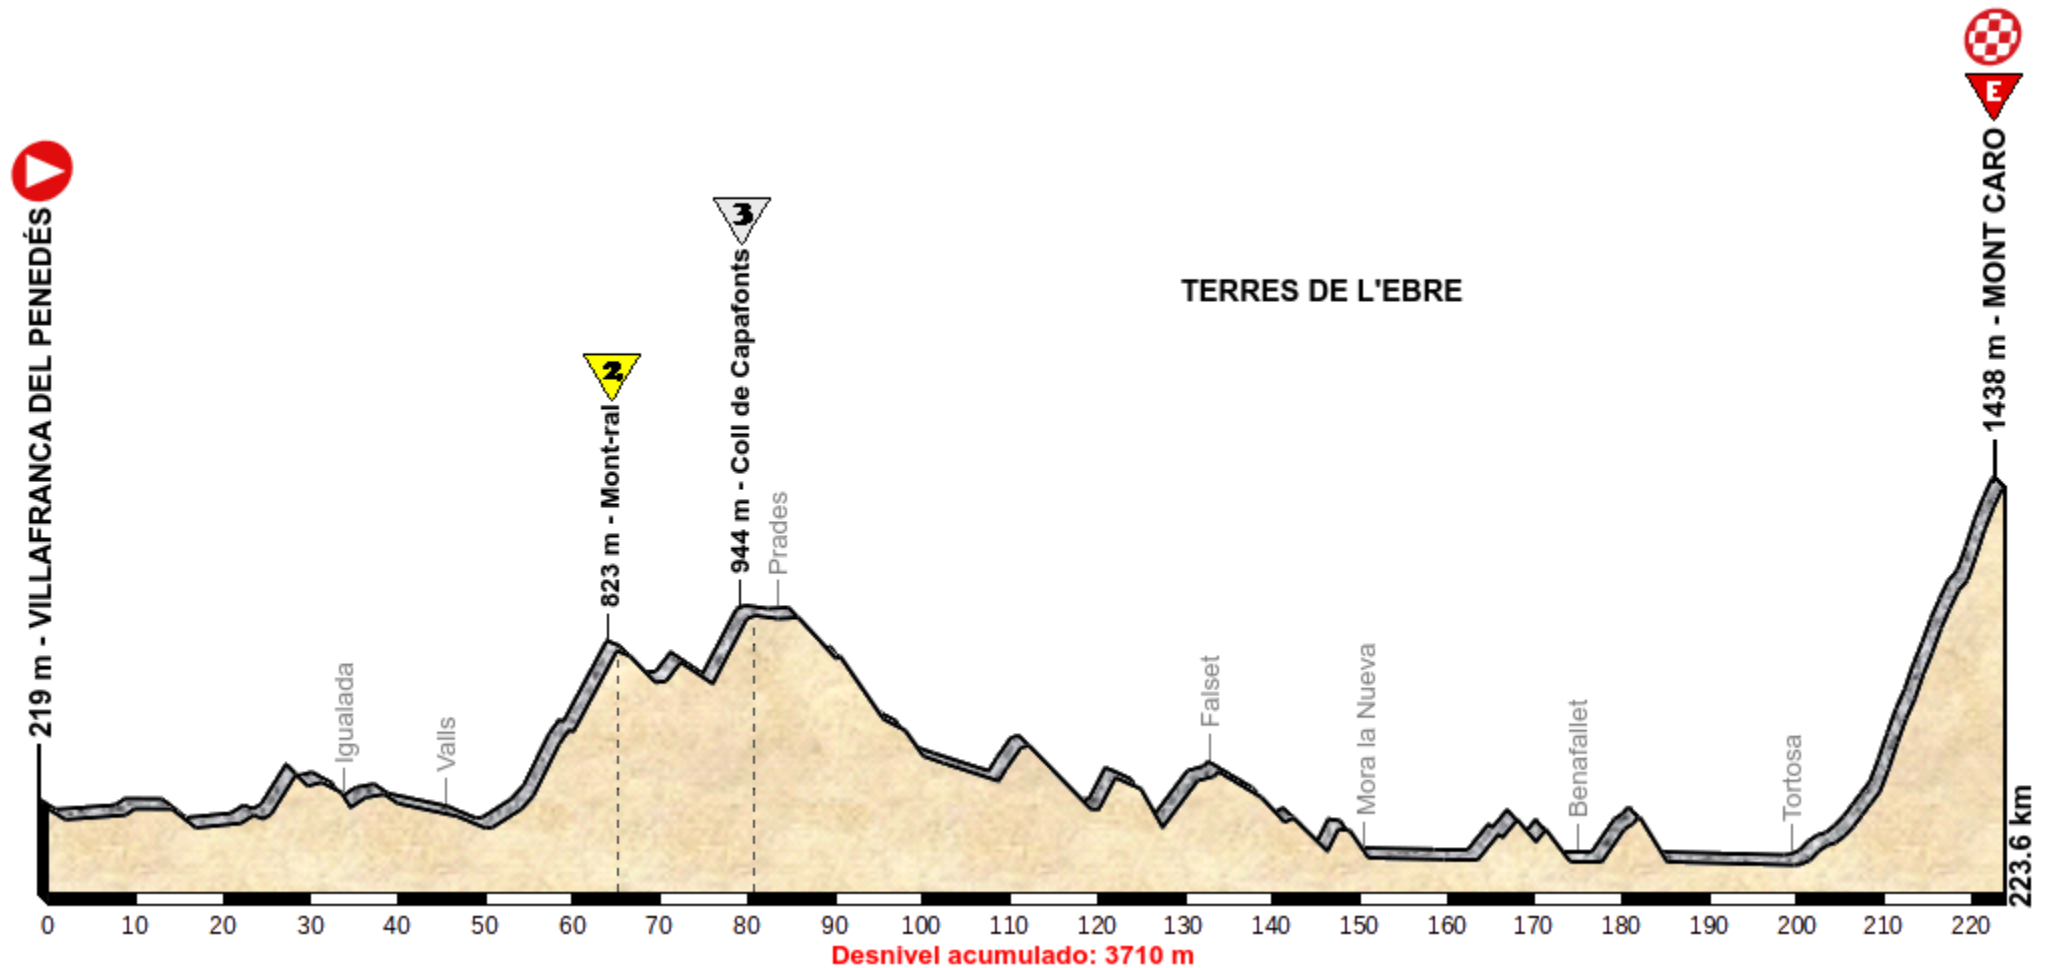 219 m - VILLAFRANCA DEL PENEDÉS
Igualada
Valls
2
823 m - Mont-ral
3
944 m - Coll de Capafonts
Prades
TERRES DE L'EBRE
Falset
Mora la Nueva
Benafallet
Tortosa
E
1438 m - MONT CARO
223.6 km
0 10 20 30 40 50 60 70 80 90 100 110 120 130 140 150 160 170 180 190 200 210 220
Desnivel acumulado: 3710 m